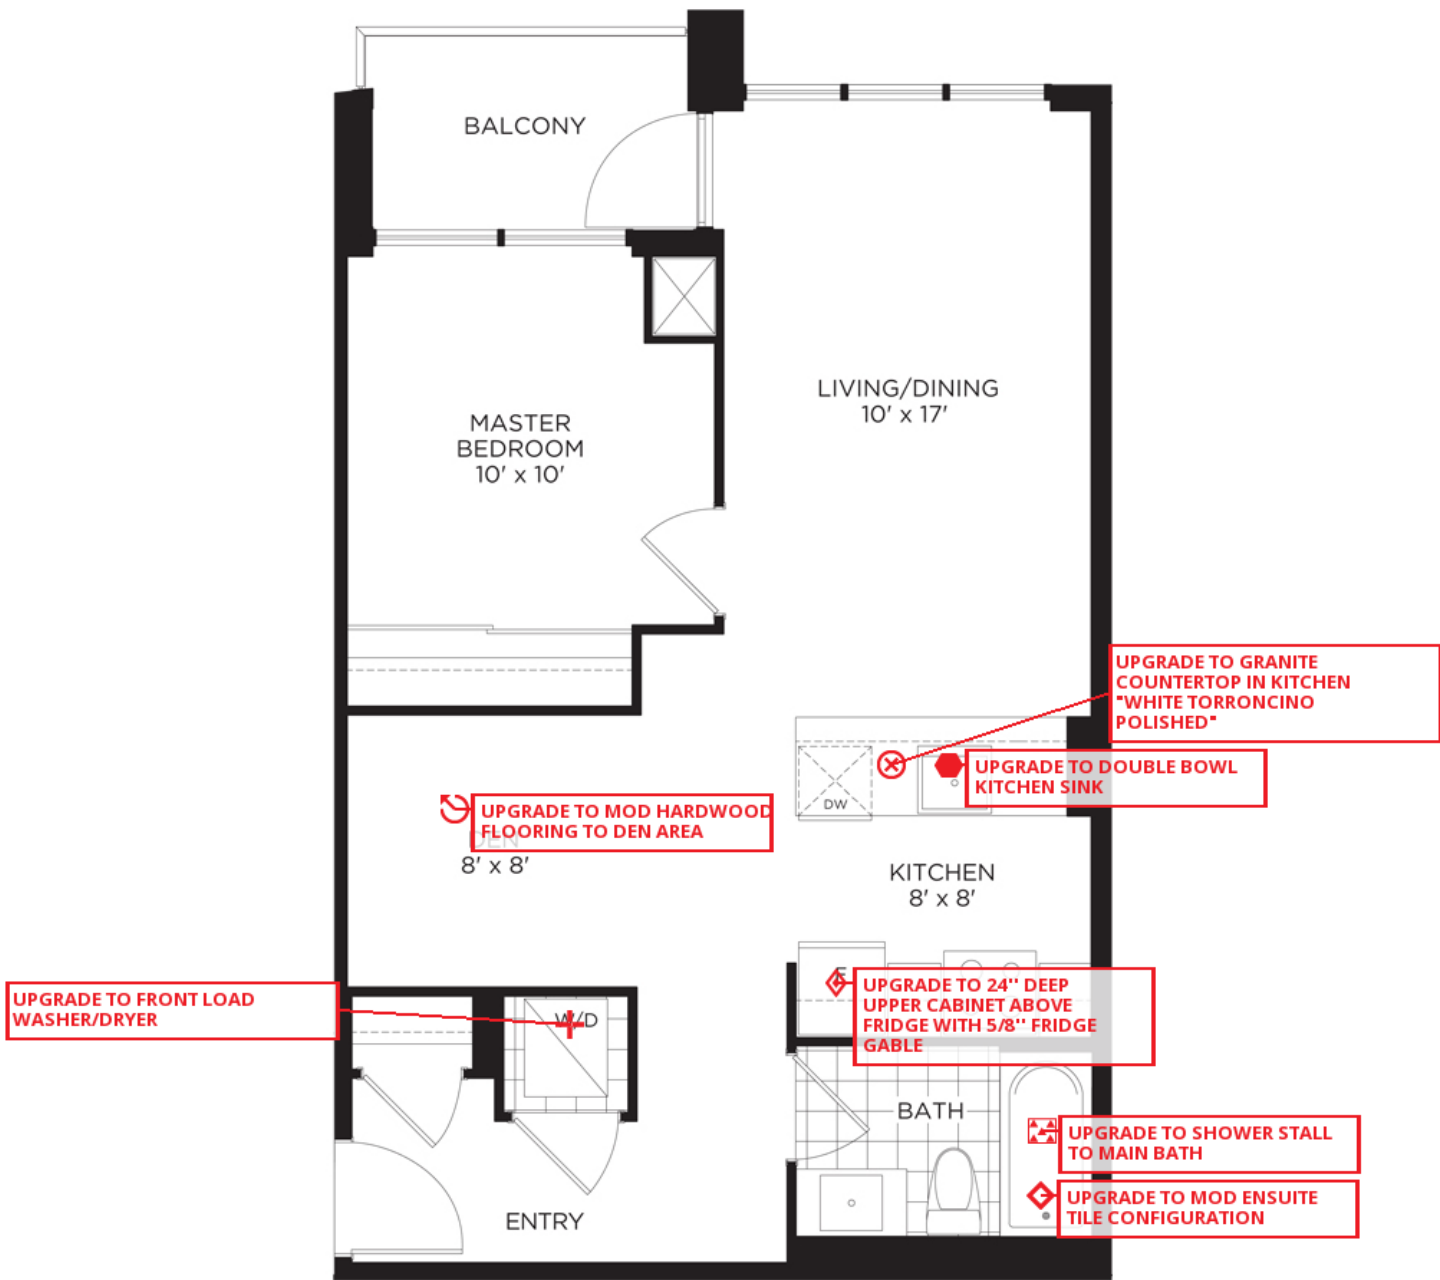 BALCONY
LIVING/DINING
10' x 17'
MASTER
BEDROOM
10' x 10'
UPGRADE TO GRANITE
COUNTERTOP IN KITCHEN
"WHITE TORRONCINO
POLISHED"
UPGRADE TO DOUBLE BOWL
KITCHEN SINK
DW
UPGRADE TO MOD HARDWOOD
FLOORING TO DEN AREA
DEN
8' x 8'
KITCHEN
8' x 8'
F
UPGRADE TO 24'' DEEP
UPPER CABINET ABOVE
FRIDGE WITH 5/8'' FRIDGE
GABLE
UPGRADE TO FRONT LOAD
WASHER/DRYER
W/D
BATH
UPGRADE TO SHOWER STALL
TO MAIN BATH
UPGRADE TO MOD ENSUITE
TILE CONFIGURATION
ENTRY